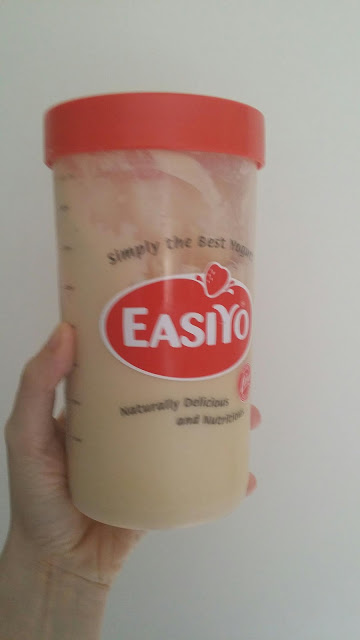 Simply the Best Yogurt
EASIYO
Naturally Delicious
and Nutritious